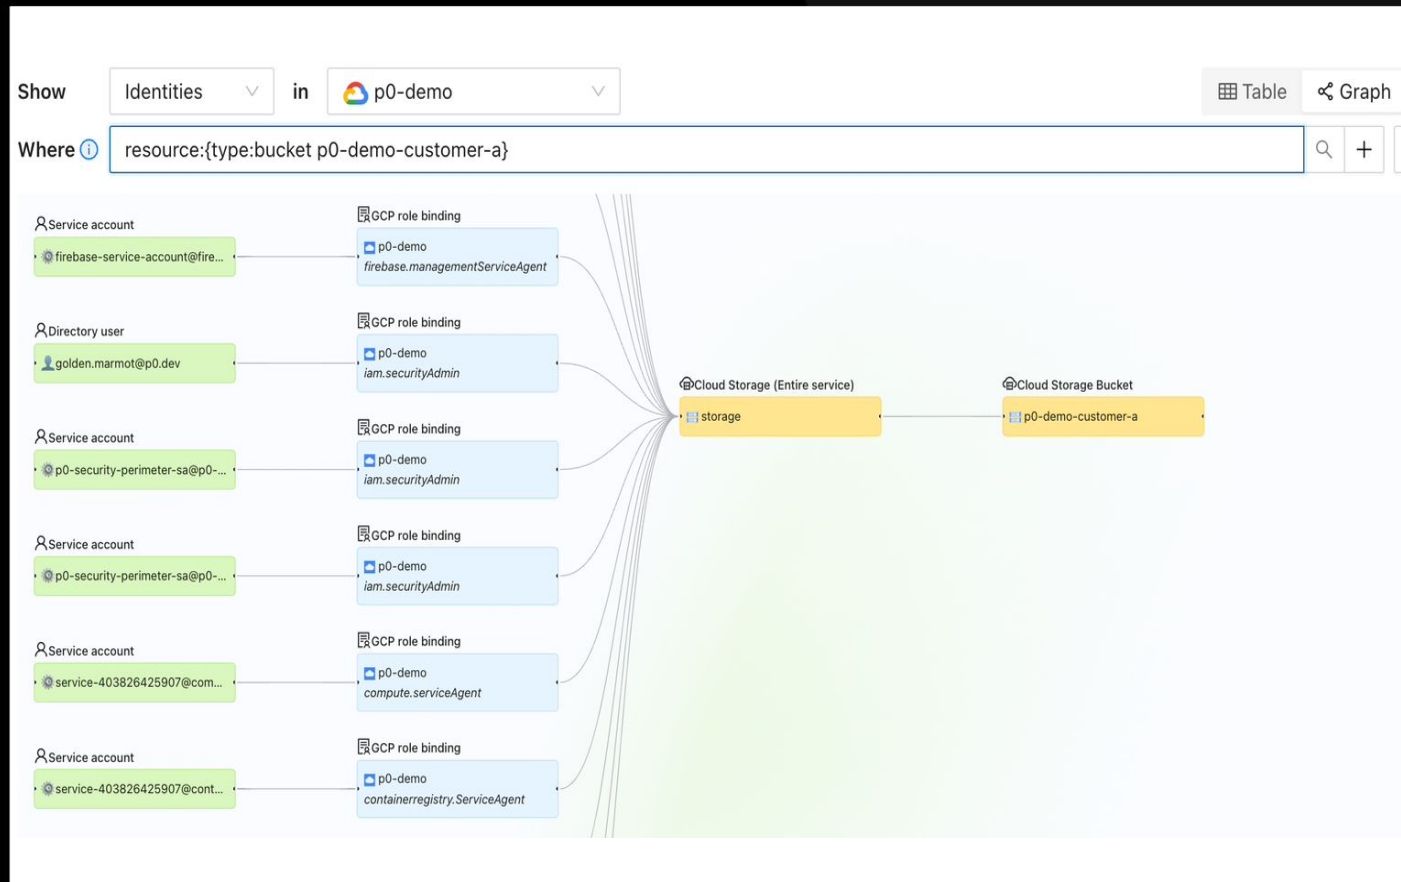 Show Identities in p0-demo Table Graph
Where resource:{type:bucket p0-demo-customer-a}
Service account
firebase-service-account@fire...
GCP role binding
p0-demo
firebase.managementServiceAgent
Directory user
golden.marmot@p0.dev
GCP role binding
p0-demo
iam.securityAdmin
Service account
p0-security-perimeter-sa@p0-...
GCP role binding
p0-demo
iam.securityAdmin
Service account
p0-security-perimeter-sa@p0-...
GCP role binding
p0-demo
iam.securityAdmin
Service account
service-403826425907@com...
GCP role binding
p0-demo
compute.serviceAgent
Service account
service-403826425907@cont...
GCP role binding
p0-demo
containerregistry.ServiceAgent
Cloud Storage (Entire service)
storage
Cloud Storage Bucket
p0-demo-customer-a